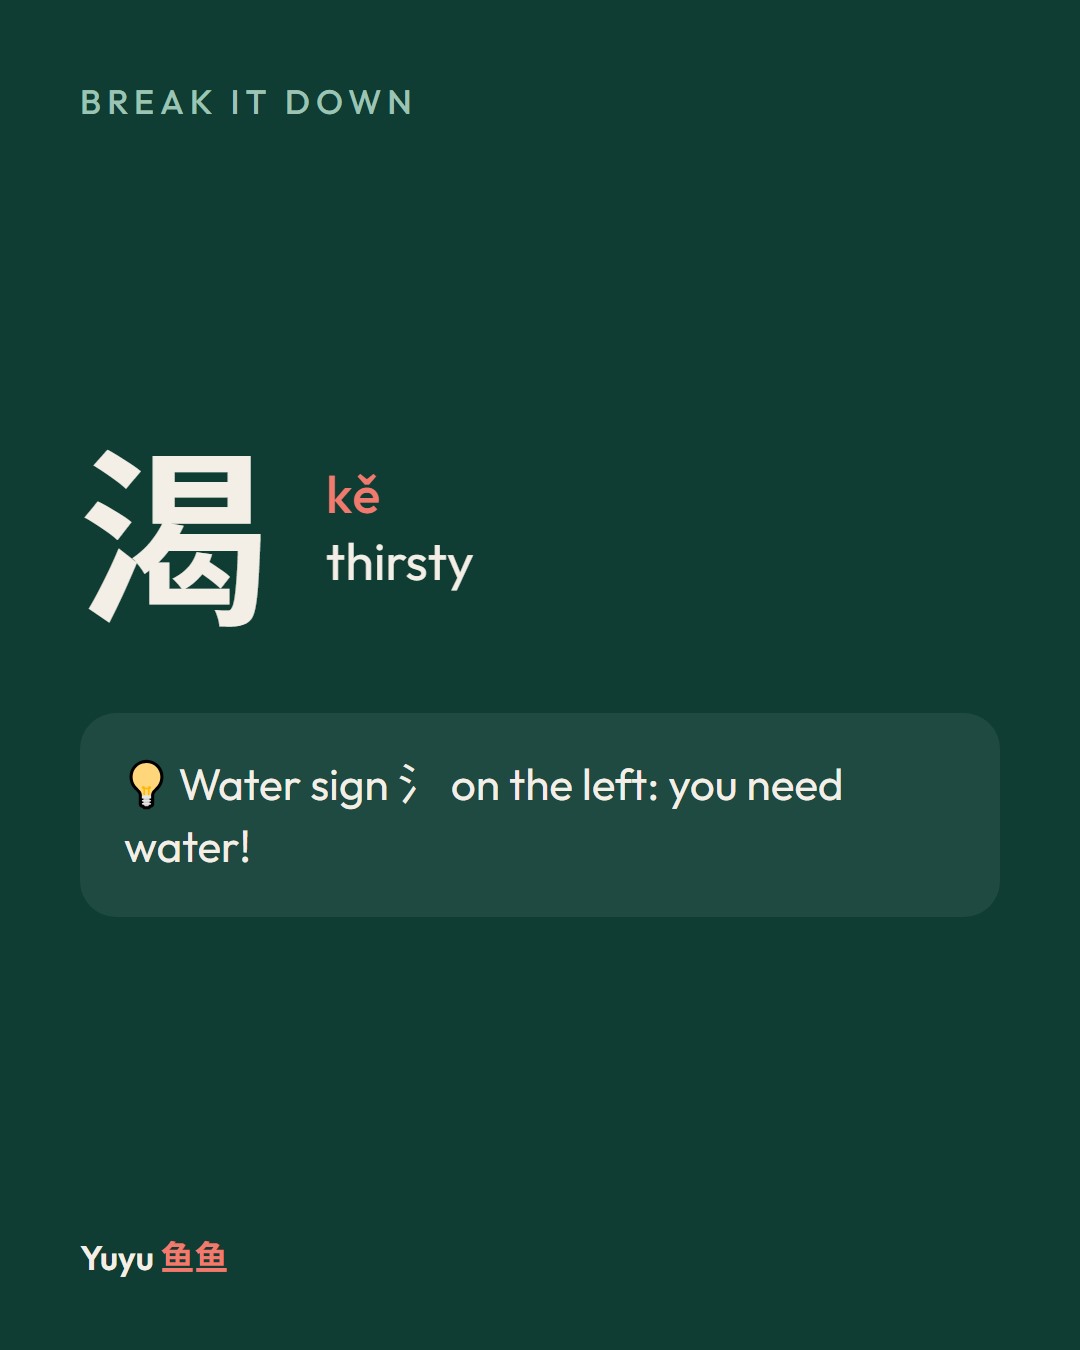 BREAK IT DOWN
渴
kě
thirsty
💡 Water sign 氵 on the left: you need
water!
Yuyu 鱼鱼